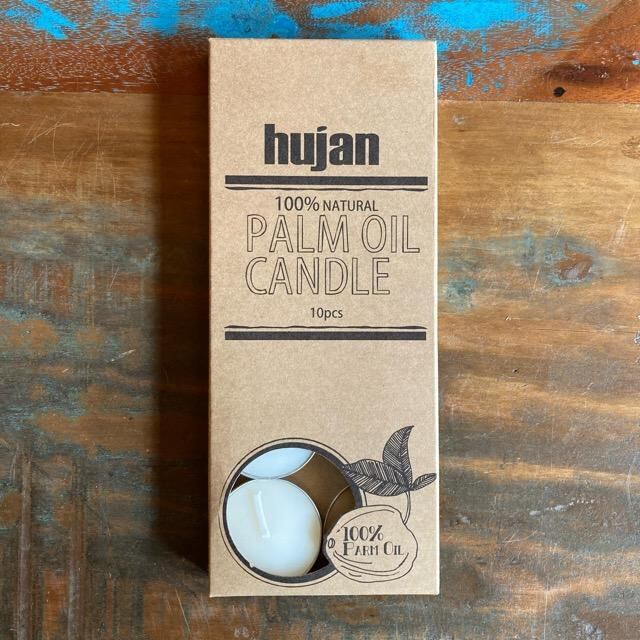 hujan
100% NATURAL
PALM OIL
CANDLE
10pcs
100%
PARM OIL